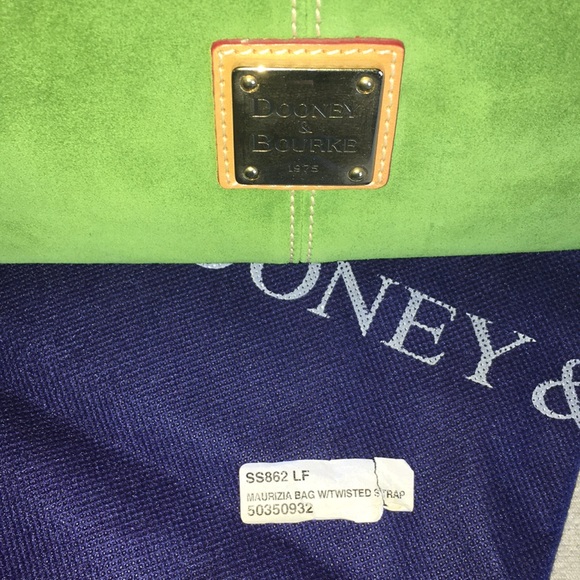 DOONEY
&
BOURKE
1975
OONEY &
SS862 LF
MAURIZIA BAG W/TWISTED STRAP
50350932